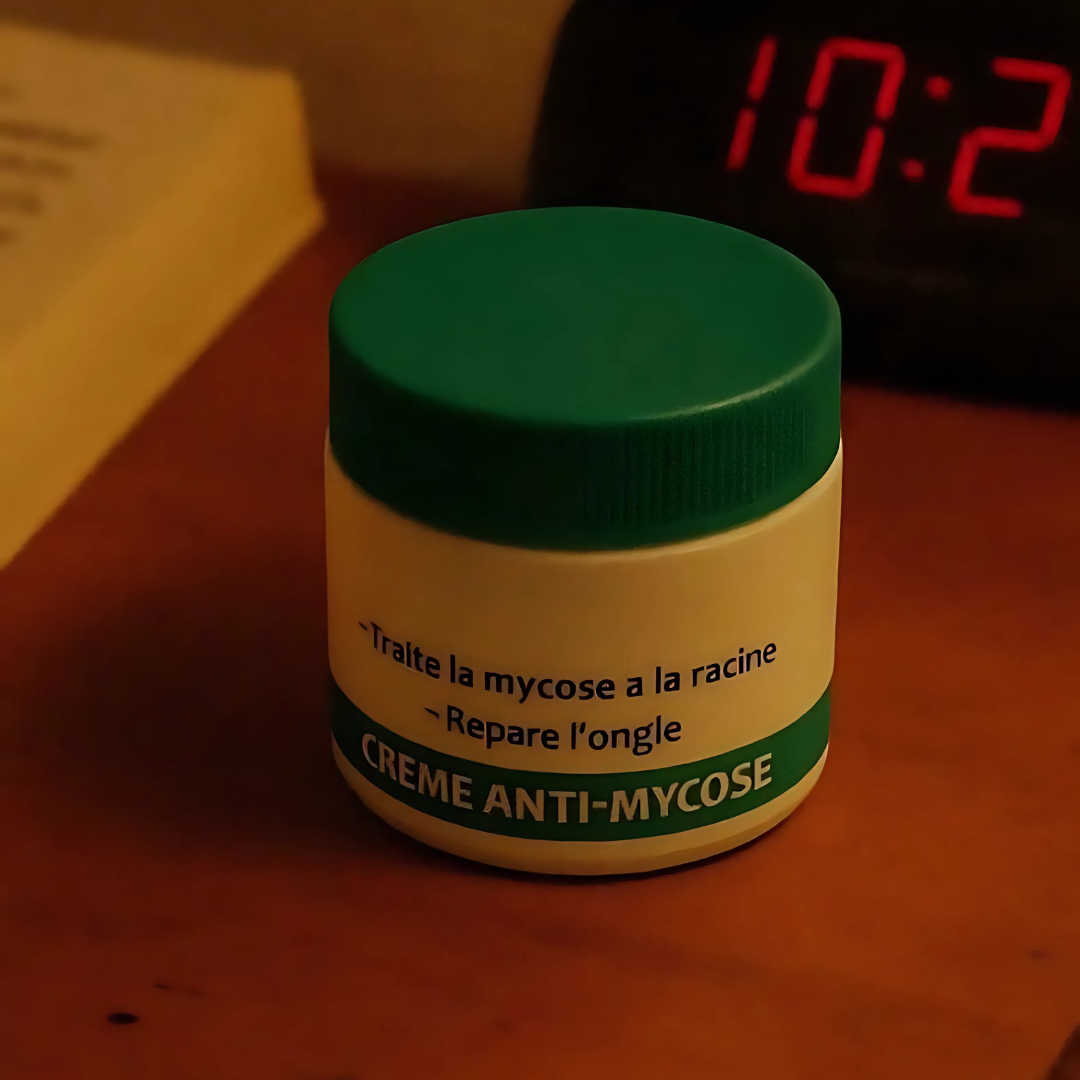 10:2
-Traite la mycose a la racine
-Repare l'ongle
CREME ANTI-MYCOSE